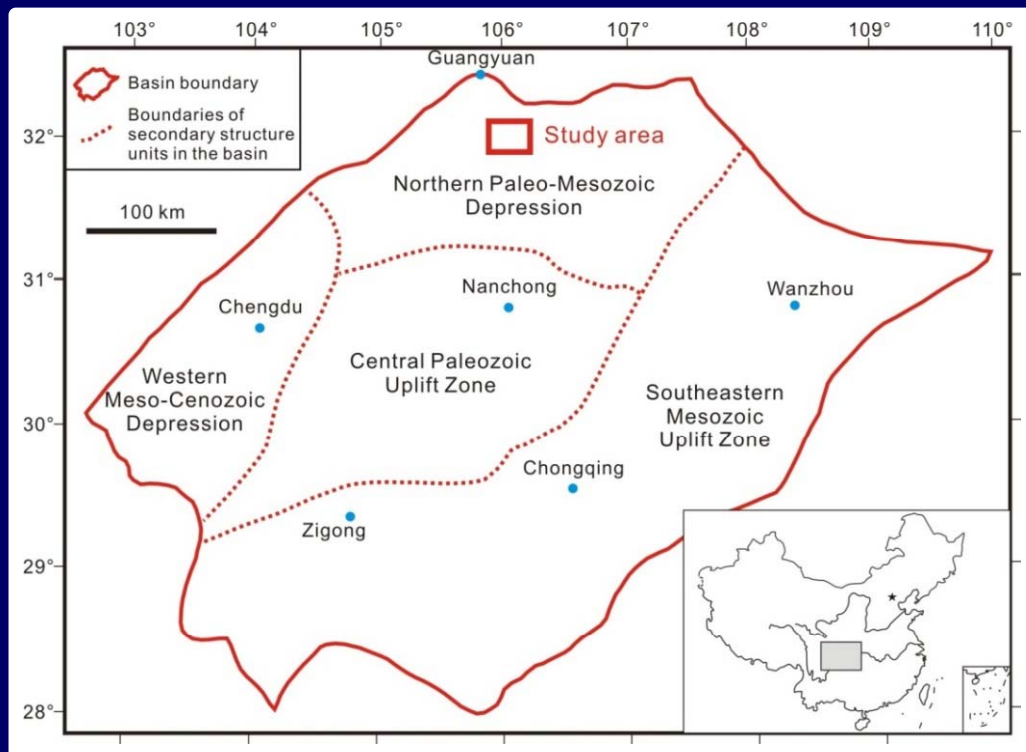 103° 104° 105° 106° 107° 108° 109° 110°
Guangyuan
Basin boundary
Boundaries of
secondary structure
units in the basin
32°
Study area
Northern Paleo-Mesozoic
Depression
100 km
31°
Nanchong
Wanzhou
Chengdu
Central Paleozoic
Uplift Zone
Western
Meso-Cenozoic
Depression
Southeastern
Mesozoic
Uplift Zone
30°
Chongqing
Zigong
29°
28°